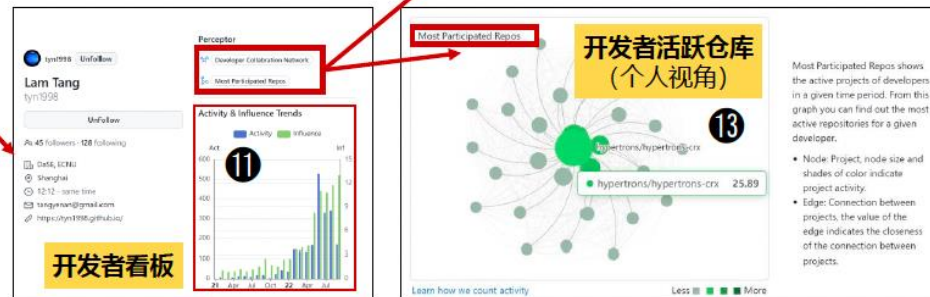 tyn1998 Unfollow
Lam Tang
tyn1998
Unfollow
45 followers · 128 following
DaSE, ECNU
Shanghai
12:12 - same time
tangyenan@gmail.com
https://tyn1998.github.io/
开发者看板
Perceptor
Developer Collabration Network
Most Participated Repos
Activity & Influence Trends
Activity Influence
Act Inf
600 15
500 12
400
9
300
6
200
100 3
0 0
21 Apr Jul Oct 22 Apr Jul
11
Most Participated Repos
开发者活跃仓库
(个人视角)
13
hypertrons/hypertrons-crx
hypertrons/hypertrons-crx 25.89
Learn how we count activity
Less More
Most Participated Repos shows
the active projects of developers
in a given time period. From this
graph you can find out the most
active repositories for a given
developer.
• Node: Project, node size and
shades of color indicate
project activity.
• Edge: Connection between
projects, the value of the
edge indicates the closeness
of the connection between
projects.